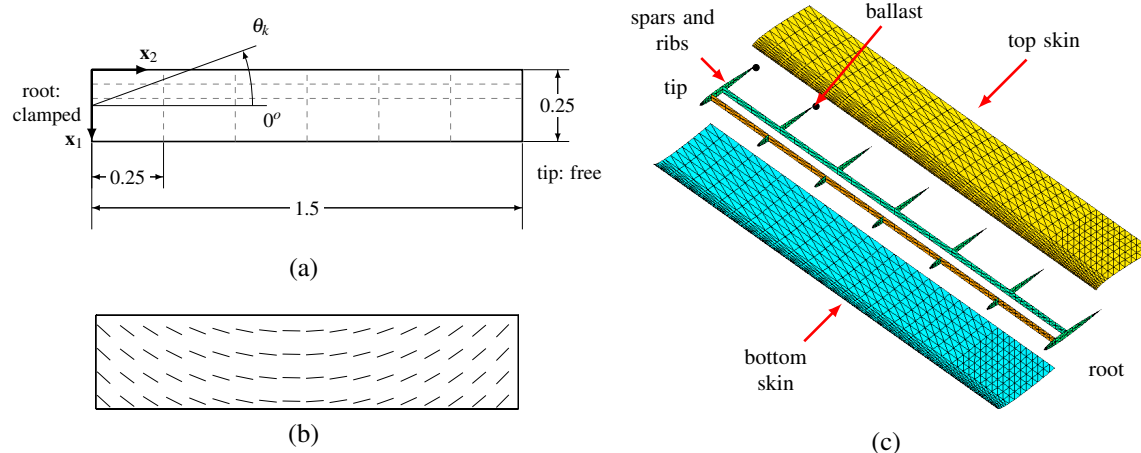 θk
x2
root:
clamped
0.25
0o
x1
0.25
tip: free
1.5
(a)
(b)
spars and
ribs
ballast
top skin
tip
bottom
skin
root
(c)